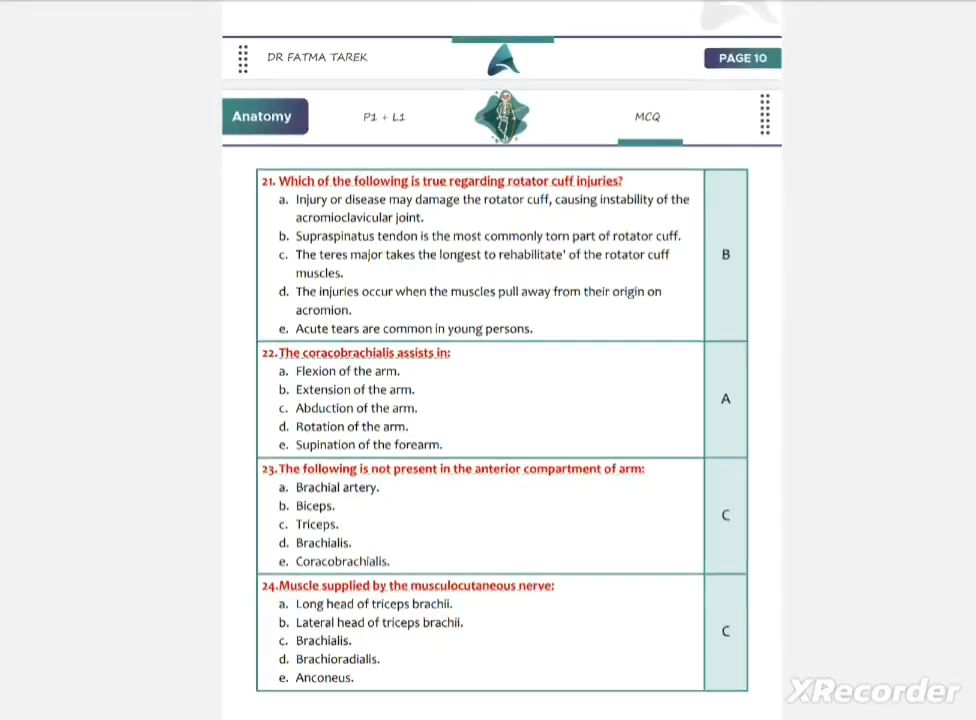 DR FATMA TAREK
PAGE 10
Anatomy
P1 + L1
MCQ
21. Which of the following is true regarding rotator cuff injuries?
a. Injury or disease may damage the rotator cuff, causing instability of the
acromioclavicular joint.
b. Supraspinatus tendon is the most commonly torn part of rotator cuff.
c. The teres major takes the longest to rehabilitate' of the rotator cuff
muscles.
d. The injuries occur when the muscles pull away from their origin on
acromion.
e. Acute tears are common in young persons.
B
22. The coracobrachialis assists in:
a. Flexion of the arm.
b. Extension of the arm.
c. Abduction of the arm.
d. Rotation of the arm.
e. Supination of the forearm.
A
23. The following is not present in the anterior compartment of arm:
a. Brachial artery.
b. Biceps.
c. Triceps.
d. Brachialis.
e. Coracobrachialis.
C
24. Muscle supplied by the musculocutaneous nerve:
a. Long head of triceps brachii.
b. Lateral head of triceps brachii.
c. Brachialis.
d. Brachioradialis.
e. Anconeus.
C
XRecorder